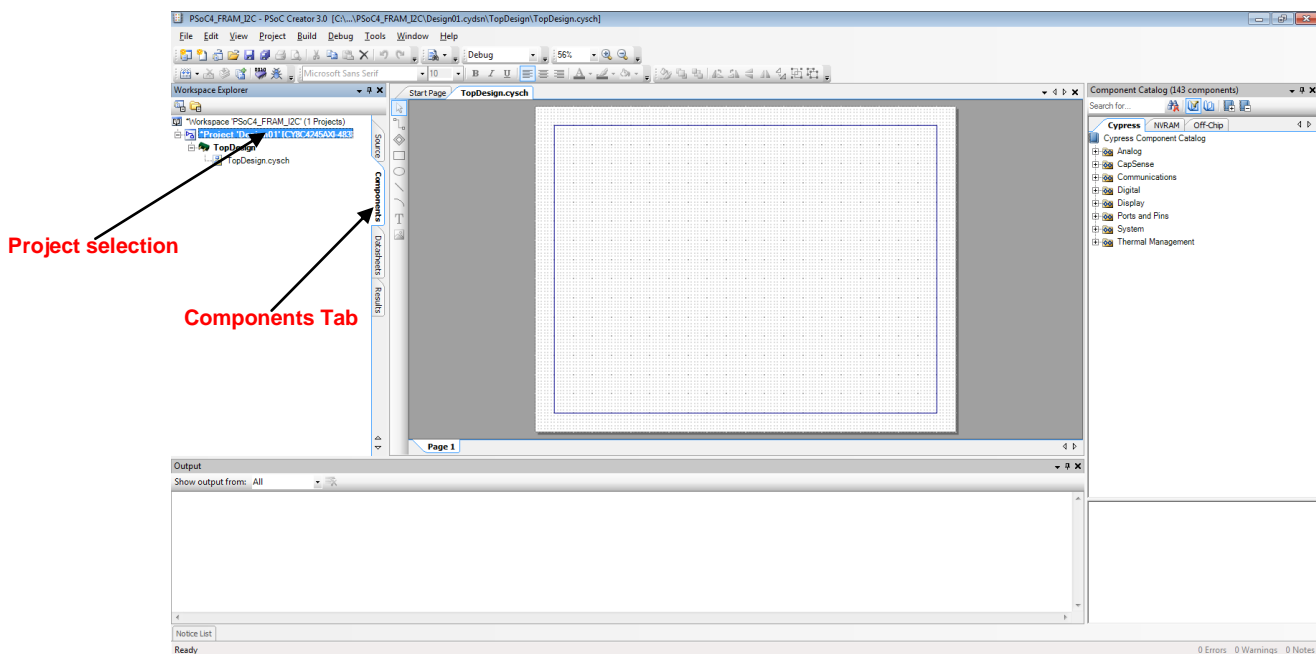 PSoC4_FRAM_I2C - PSoC Creator 3.0 [C:\...\PSoC4_FRAM_I2C\Design01.cydsn\TopDesign\TopDesign.cysch]
File Edit View Project Build Debug Tools Window Help
Debug 56%
Microsoft Sans Serif 10 B I U
Workspace Explorer
Start Page TopDesign.cysch
Component Catalog (143 components)
Search for...
Workspace 'PSoC4_FRAM_I2C' (1 Projects)
*Project 'Design01' [CY8C4245AXI-483]
TopDesign
TopDesign.cysch
Source
Components
Datasheets
Results
T
Cypress NVRAM Off-Chip
Cypress Component Catalog
Analog
CapSense
Communications
Digital
Display
Ports and Pins
System
Thermal Management
Project selection
Components Tab
Page 1
Output
Show output from: All
Notice List
Ready
0 Errors 0 Warnings 0 Notes